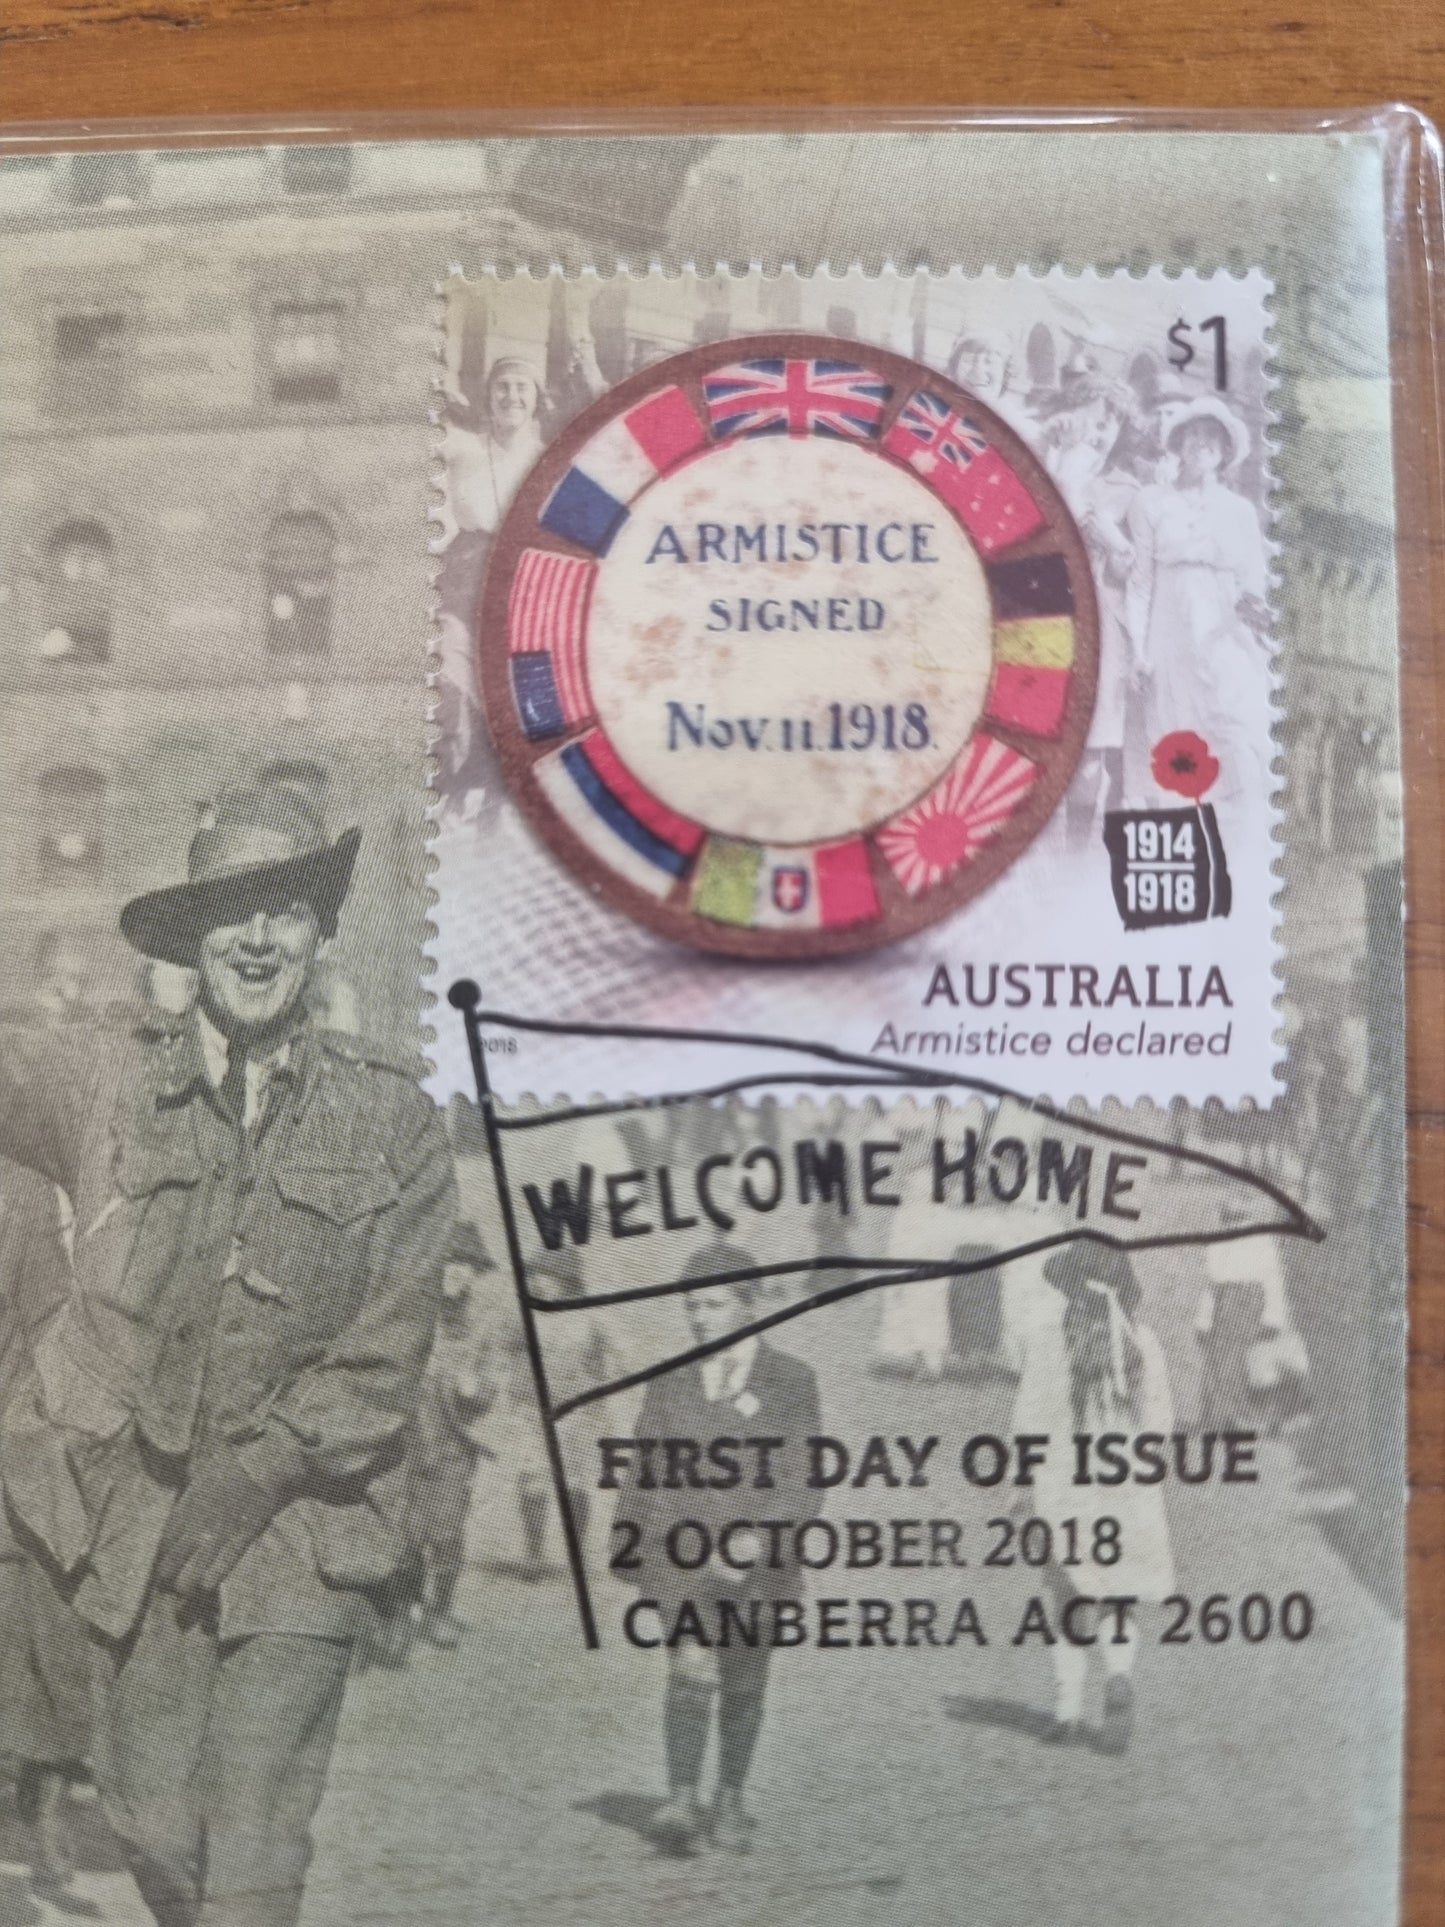 $1
ARMISTICE
SIGNED
Nov. 11. 1918.
1914
1918
AUSTRALIA
Armistice declared
2018
WELCOME HOME
FIRST DAY OF ISSUE
2 OCTOBER 2018
CANBERRA ACT 2600